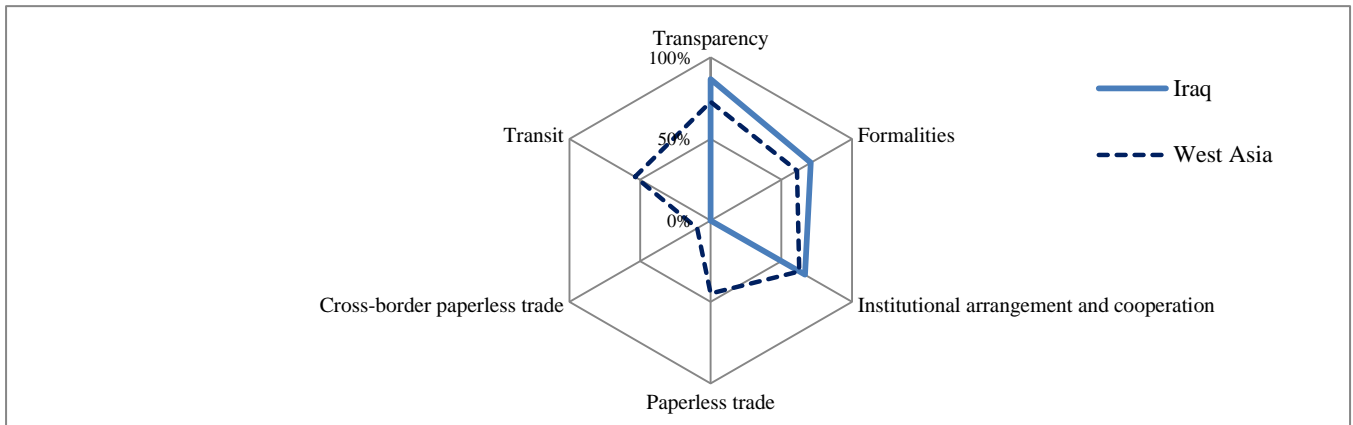 Transparency
100%
Iraq
Transit
50%
Formalities
West Asia
0%
Cross-border paperless trade
Institutional arrangement and cooperation
Paperless trade